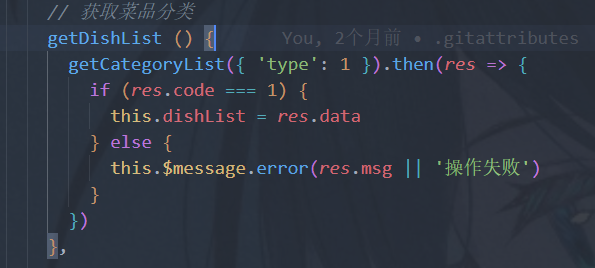 // 获取菜品分类
getDishList () { You, 2个月前 • .gitattributes
getCategoryList({ 'type': 1 }).then(res => {
if (res.code === 1) {
this.dishList = res.data
} else {
this.$message.error(res.msg || '操作失败')
}
})
},